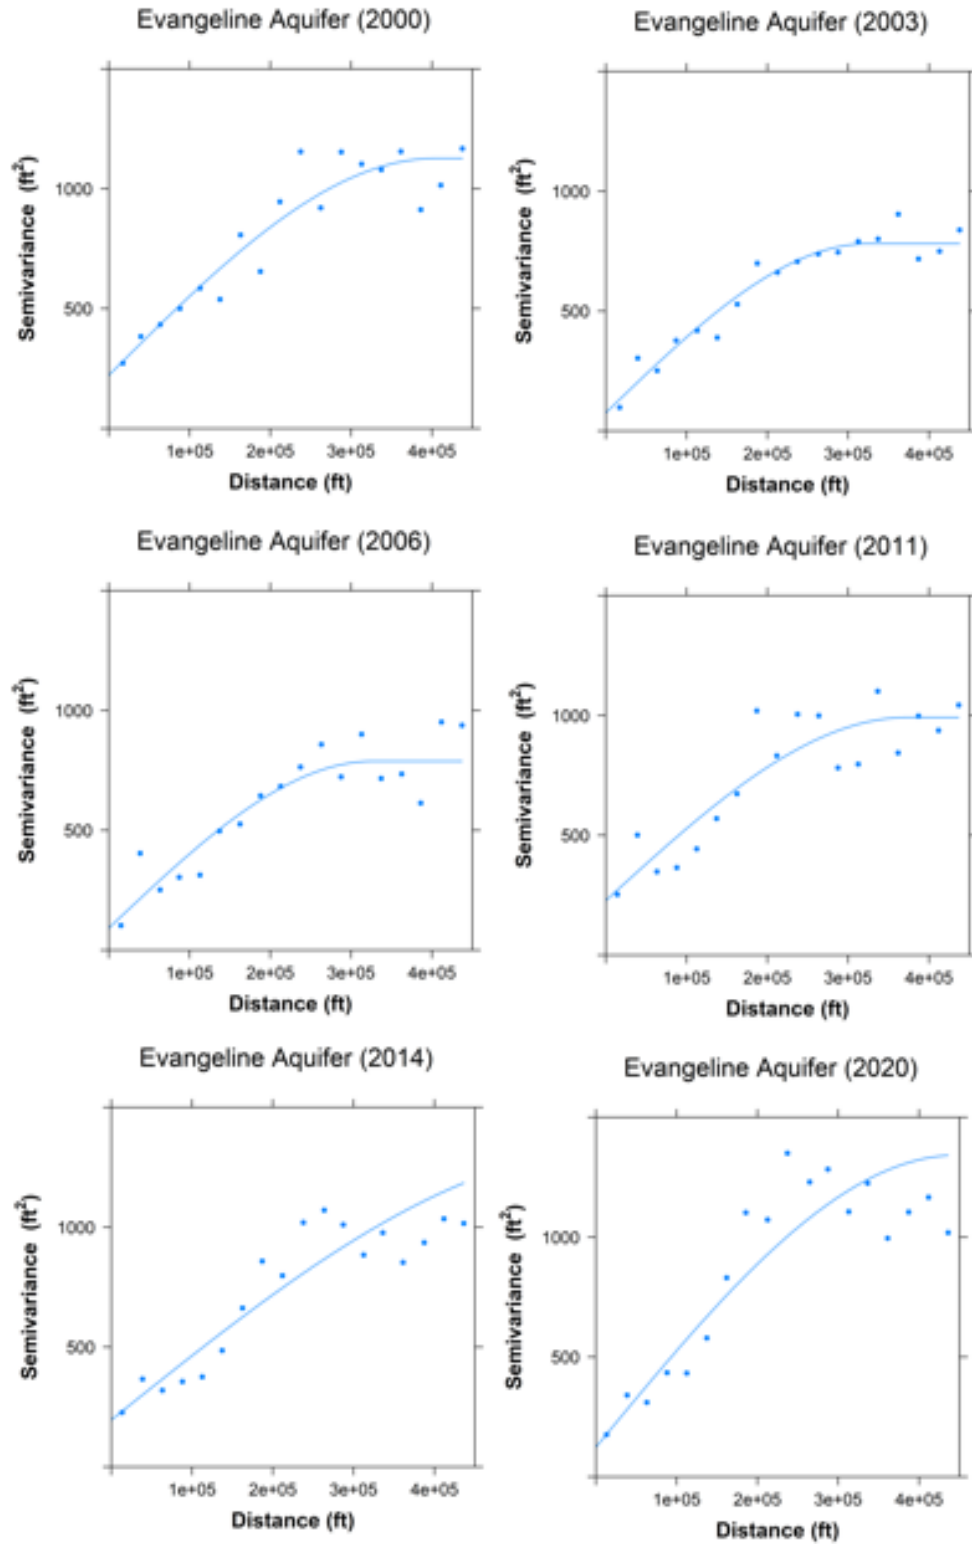 Evangeline Aquifer (2000)
Semivariance (ft²)
1000
500
1e+05 2e+05 3e+05 4e+05
Distance (ft)
Evangeline Aquifer (2003)
Semivariance (ft²)
1000
500
1e+05 2e+05 3e+05 4e+05
Distance (ft)
Evangeline Aquifer (2006)
Semivariance (ft²)
1000
500
1e+05 2e+05 3e+05 4e+05
Distance (ft)
Evangeline Aquifer (2011)
Semivariance (ft²)
1000
500
1e+05 2e+05 3e+05 4e+05
Distance (ft)
Evangeline Aquifer (2014)
Semivariance (ft²)
1000
500
1e+05 2e+05 3e+05 4e+05
Distance (ft)
Evangeline Aquifer (2020)
Semivariance (ft²)
1000
500
1e+05 2e+05 3e+05 4e+05
Distance (ft)